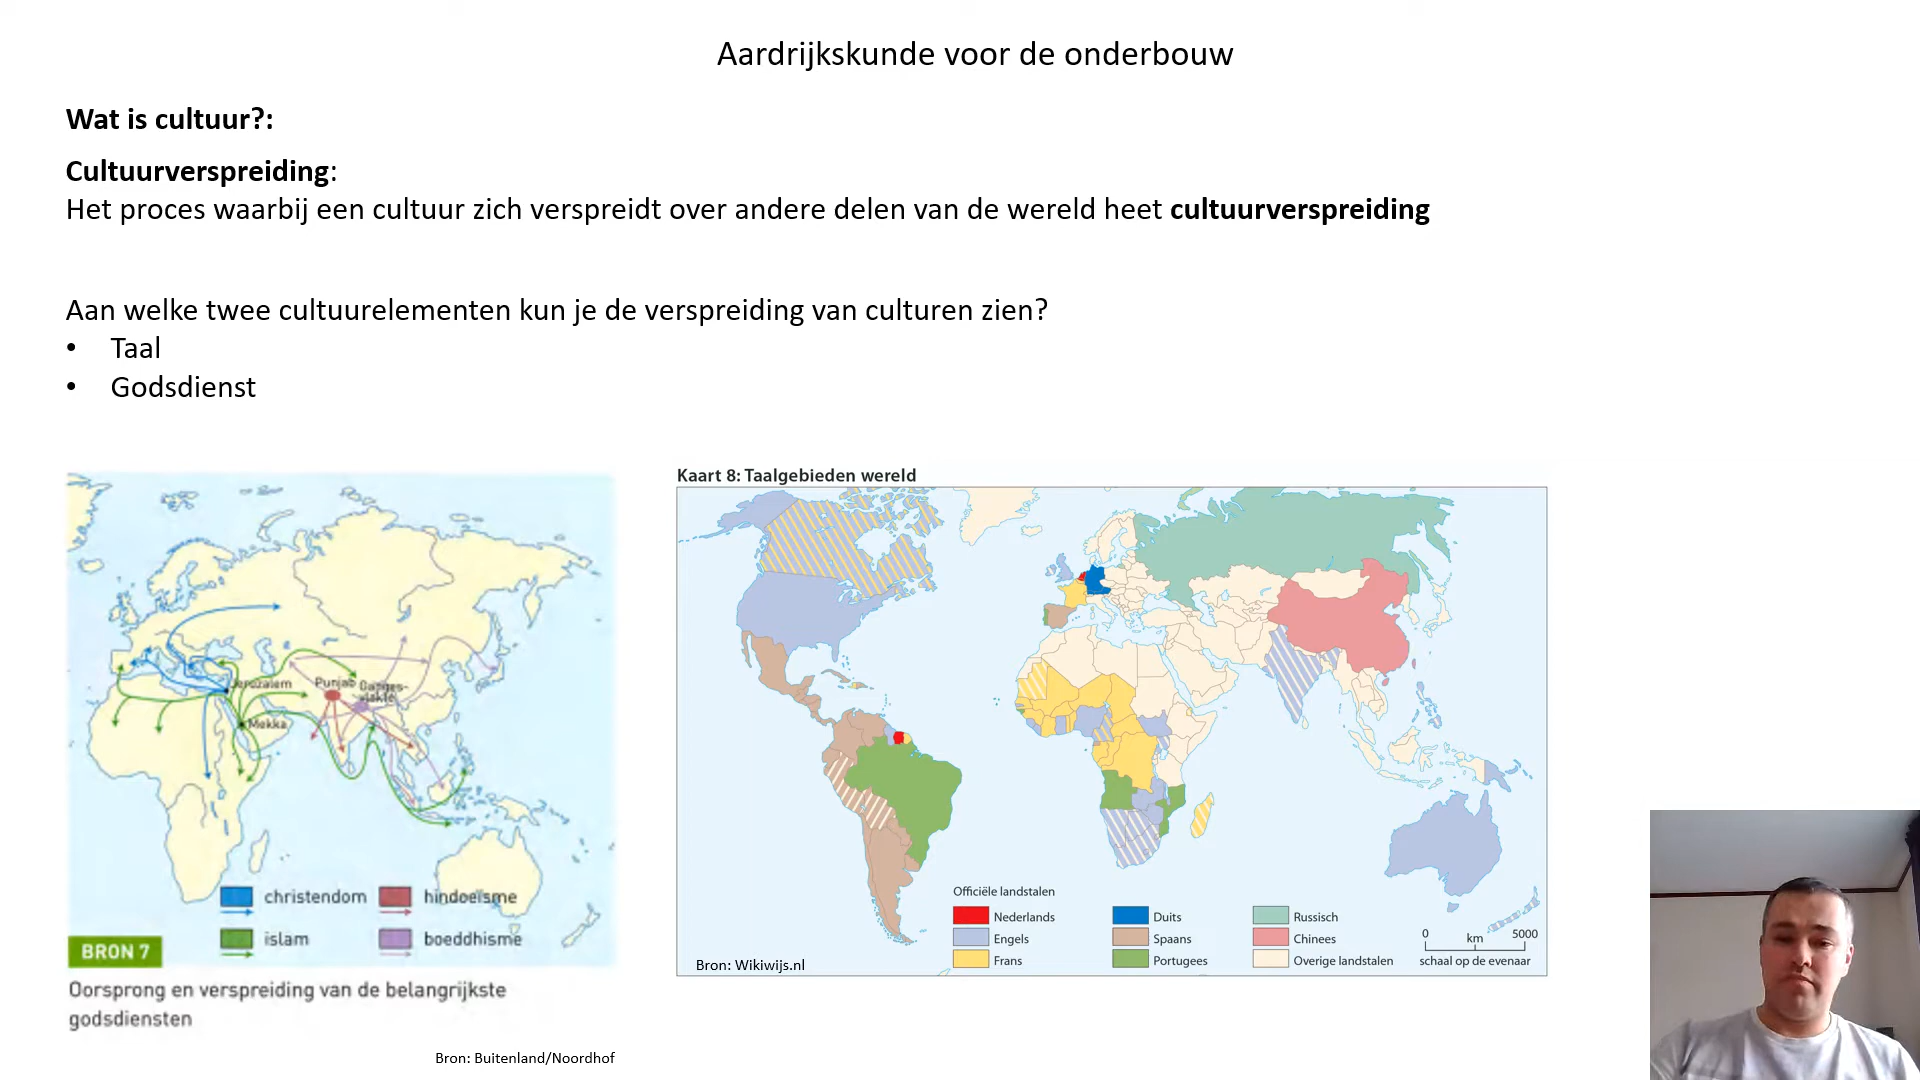 Aardrijkskunde voor de onderbouw
Wat is cultuur?:
Cultuurverspreiding:
Het proces waarbij een cultuur zich verspreidt over andere delen van de wereld heet cultuurverspreiding
Aan welke twee cultuurelementen kun je de verspreiding van culturen zien?
• Taal
• Godsdienst
Jeruzalem
Punjab
Ganges-
vlakte
Mekka
christendom
hindoeïsme
islam
boeddhisme
BRON 7
Oorsprong en verspreiding van de belangrijkste
godsdiensten
Bron: Buitenland/Noordhof
Kaart 8: Taalgebieden wereld
Officiële landstalen
Nederlands
Duits
Russisch
Engels
Spaans
Chinees
Frans
Portugees
Overige landstalen
0 km 5000
schaal op de evenaar
Bron: Wikiwijs.nl